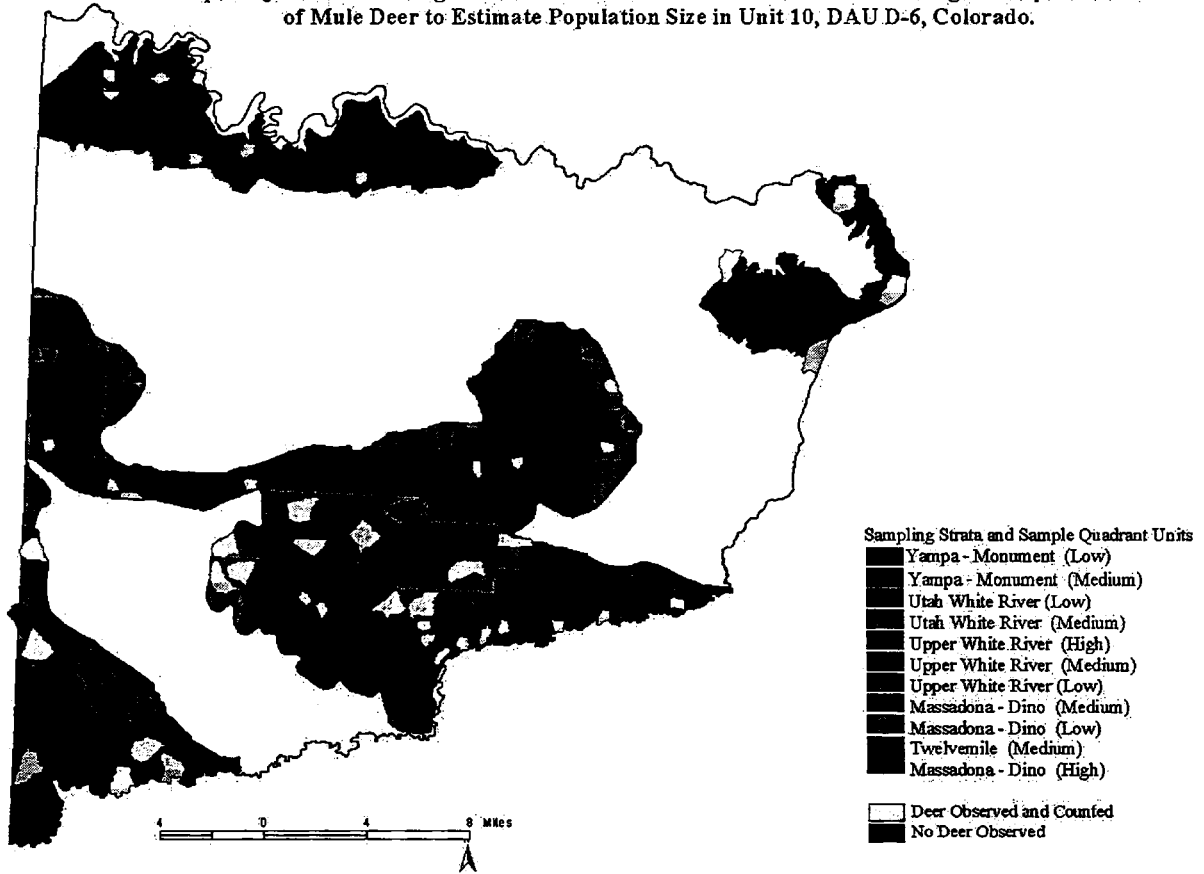 of Mule Deer to Estimate Population Size in Unit 10, DAU D-6, Colorado.
Sampling Strata and Sample Quadrant Units
Yampa - Monument (Low)
Yampa - Monument (Medium)
Utah White River (Low)
Utah White River (Medium)
Upper White River (High)
Upper White River (Medium)
Upper White River (Low)
Massadona - Dino (Medium)
Massadona - Dino (Low)
Twelvemile (Medium)
Massadona - Dino (High)
Deer Observed and Counted
No Deer Observed
4 0 4 8 Miles